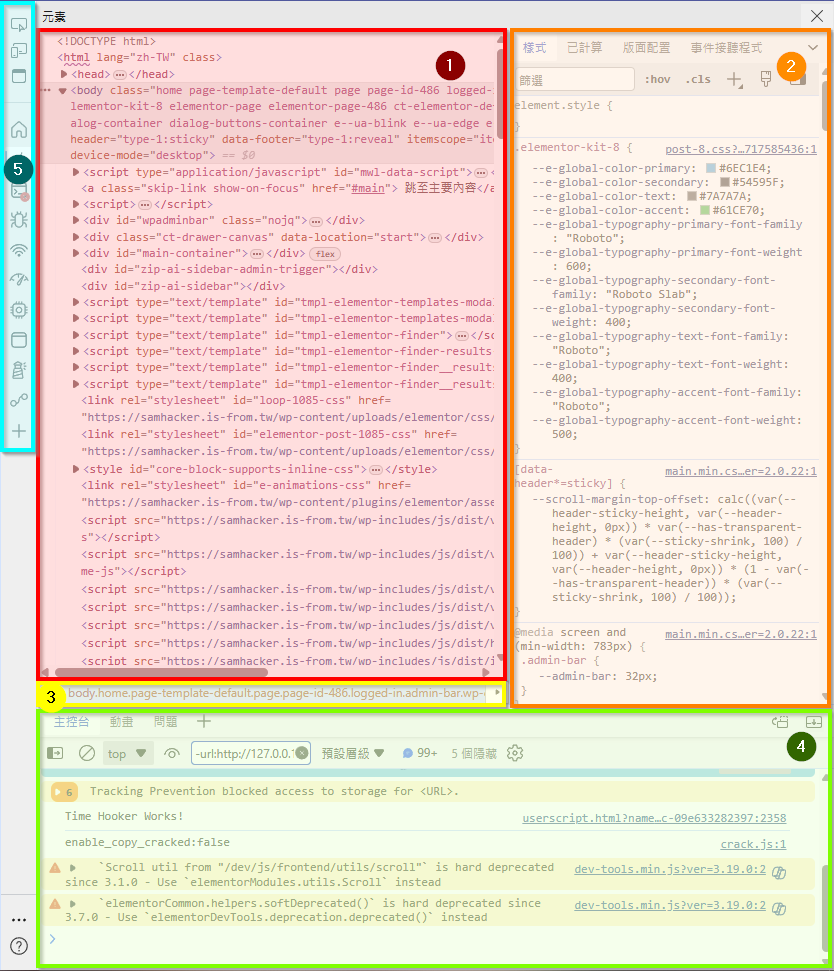 元素
<!DOCTYPE html>
<html lang="zh-TW" class>
<head> </head>
1
<body class="home page-template-default page page-id-486 logged-
lementor-kit-8 elementor-page elementor-page-486 ct-elementor-de
alog-container dialog-buttons-container e--ua-blink e--ua-edge e
header="type-1:sticky" data-footer="type-1:reveal" itemscope="ite
device-mode="desktop"> == $0
<script type="application/javascript" id="mwl-data-script">
<a class="skip-link show-on-focus" href="#main"> 跳至主要內容</a
<script> </script>
<div id="wpadminbar" class="nojq"> </div>
<div class="ct-drawer-canvas" data-location="start"> </div>
<div id="main-container"> </div> flex
<div id="zip-ai-sidebar-admin-trigger"></div>
<div id="zip-ai-sidebar"></div>
<script type="text/template" id="tmpl-elementor-templates-modal
<script type="text/template" id="tmpl-elementor-templates-modal
<script type="text/template" id="tmpl-elementor-finder"> </sc
<script type="text/template" id="tmpl-elementor-finder-results
<script type="text/template" id="tmpl-elementor-finder__results
<script type="text/template" id="tmpl-elementor-finder__results
<link rel="stylesheet" id="loop-1085-css" href=
"https://samhacker.is-from.tw/wp-content/uploads/elementor/css/
<link rel="stylesheet" id="elementor-post-1085-css" href=
"https://samhacker.is-from.tw/wp-content/uploads/elementor/css/
<style id="core-block-supports-inline-css"> </style>
<link rel="stylesheet" id="e-animations-css" href=
"https://samhacker.is-from.tw/wp-content/plugins/elementor/asse
<script src="https://samhacker.is-from.tw/wp-includes/js/dist/v
s"></script>
<script src="https://samhacker.is-from.tw/wp-includes/js/dist/v
me-js"></script>
<script src="https://samhacker.is-from.tw/wp-includes/js/dist/v
<script src="https://samhacker.is-from.tw/wp-includes/js/dist/v
<script src="https://samhacker.is-from.tw/wp-includes/js/dist/v
<script src="https://samhacker.is-from.tw/wp-includes/js/dist/h
<script src="https://samhacker.is-from.tw/wp-includes/js/dist/i
樣式 已計算 版面配置 事件接聽程式
2
篩選 :hov .cls
element.style {
}
.elementor-kit-8 { post-8.css?…717585436:1
--e-global-color-primary: #6EC1E4;
--e-global-color-secondary: #54595F;
--e-global-color-text: #7A7A7A;
--e-global-color-accent: #61CE70;
--e-global-typography-primary-font-family
: "Roboto";
--e-global-typography-primary-font-weight
: 600;
--e-global-typography-secondary-font-
family: "Roboto Slab";
--e-global-typography-secondary-font-
weight: 400;
--e-global-typography-text-font-family:
"Roboto";
--e-global-typography-text-font-weight:
400;
--e-global-typography-accent-font-family:
"Roboto";
--e-global-typography-accent-font-weight:
500;
}
[data- main.min.cs…er=2.0.22:1
header*=sticky] {
--scroll-margin-top-offset: calc((var(--
header-sticky-height, var(--header-
height, 0px)) * var(--has-transparent-
header) * (var(--sticky-shrink, 100) /
100)) + var(--header-sticky-height,
var(--header-height, 0px)) * (1 - var(-
-has-transparent-header)) * (var(--
sticky-shrink, 100) / 100));
}
@media screen and main.min.cs…er=2.0.22:1
(min-width: 783px) {
.admin-bar {
--admin-bar: 32px;
}
3
body.home.page-template-default.page.page-id-486.logged-in.admin-bar.wp-
主控台 動畫 問題
4
top -url:http://127.0.0.1 預設層級 99+ 5 個隱藏
6 Tracking Prevention blocked access to storage for <URL>.
Time Hooker Works! userscript.html?name…c-09e633282397:2358
enable_copy_cracked:false crack.js:1
`Scroll util from "/dev/js/frontend/utils/scroll"` is hard deprecated dev-tools.min.js?ver=3.19.0:2
since 3.1.0 - Use `elementorModules.utils.Scroll` instead
`elementorCommon.helpers.softDeprecated()` is hard deprecated since dev-tools.min.js?ver=3.19.0:2
3.7.0 - Use `elementorDevTools.deprecation.deprecated()` instead
5